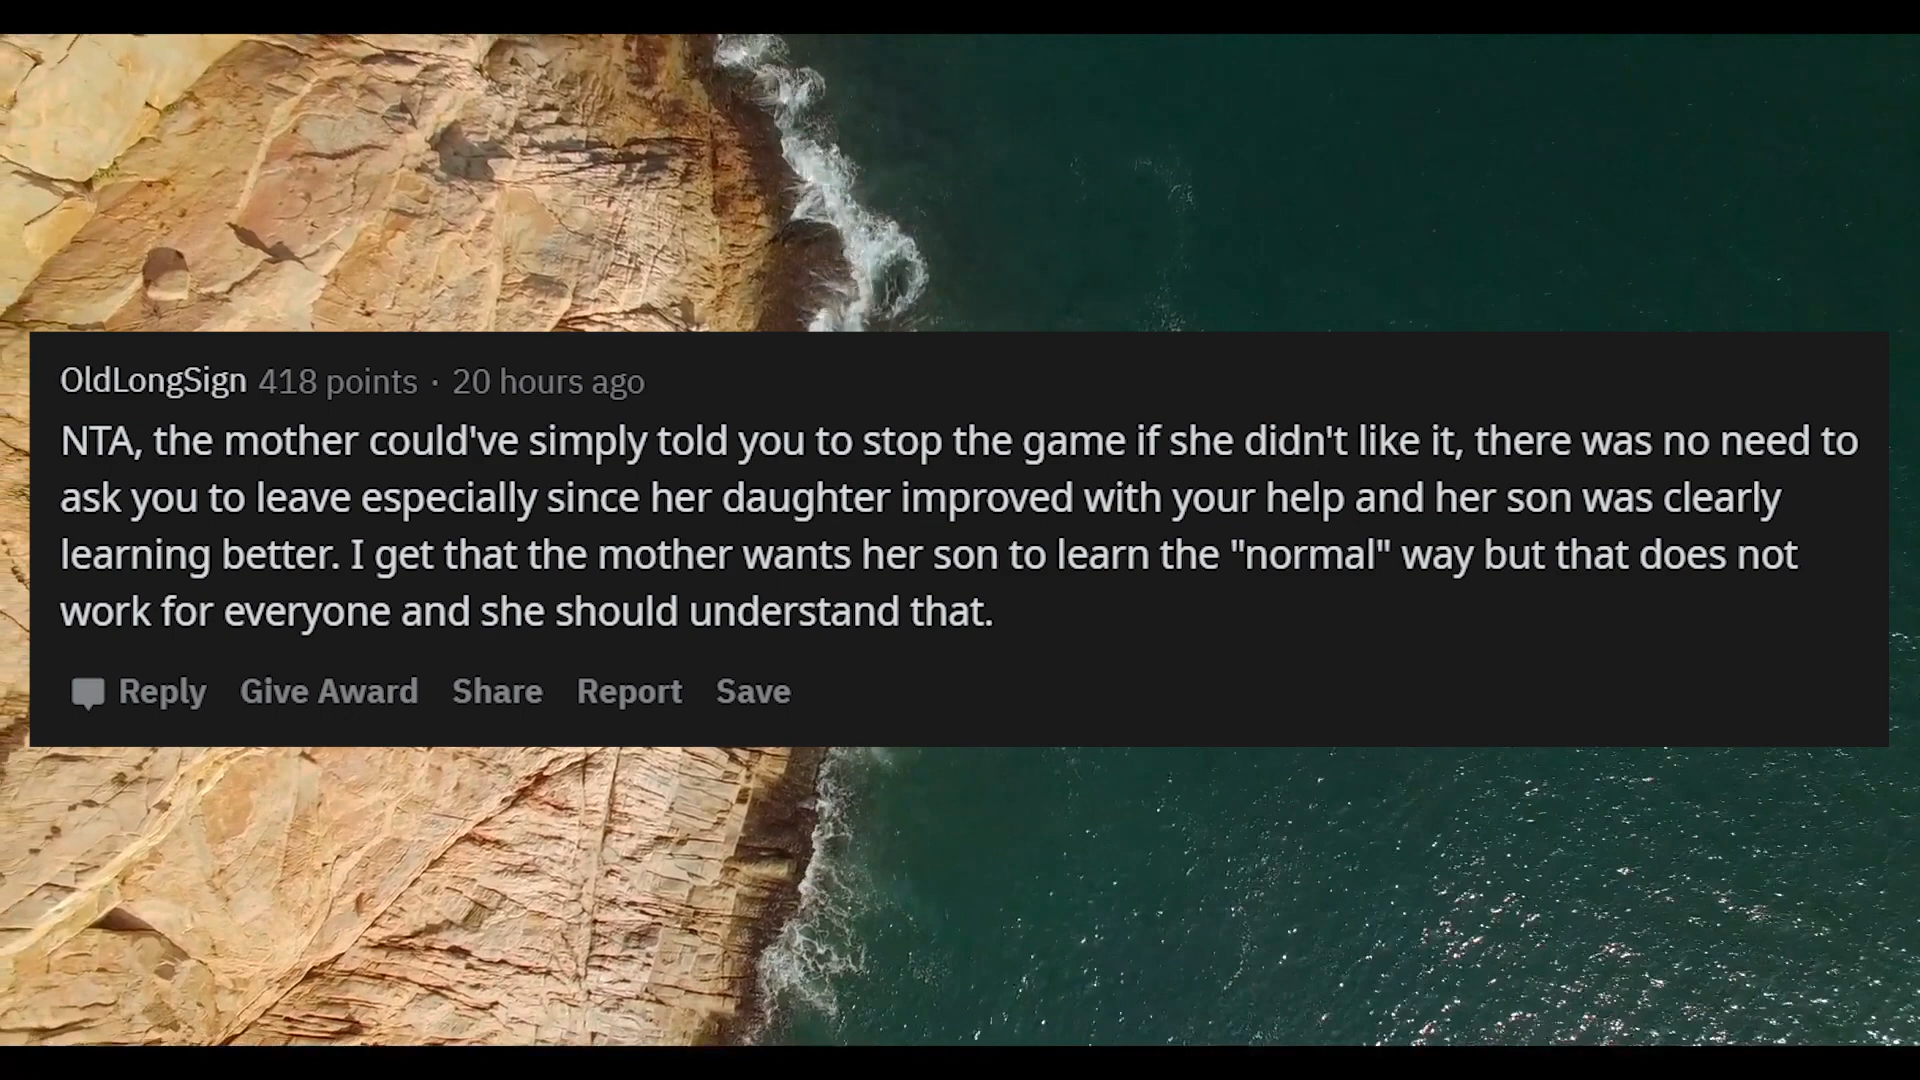 OldLongSign 418 points · 20 hours ago
NTA, the mother could've simply told you to stop the game if she didn't like it, there was no need to
ask you to leave especially since her daughter improved with your help and her son was clearly
learning better. I get that the mother wants her son to learn the "normal" way but that does not
work for everyone and she should understand that.
Reply Give Award Share Report Save